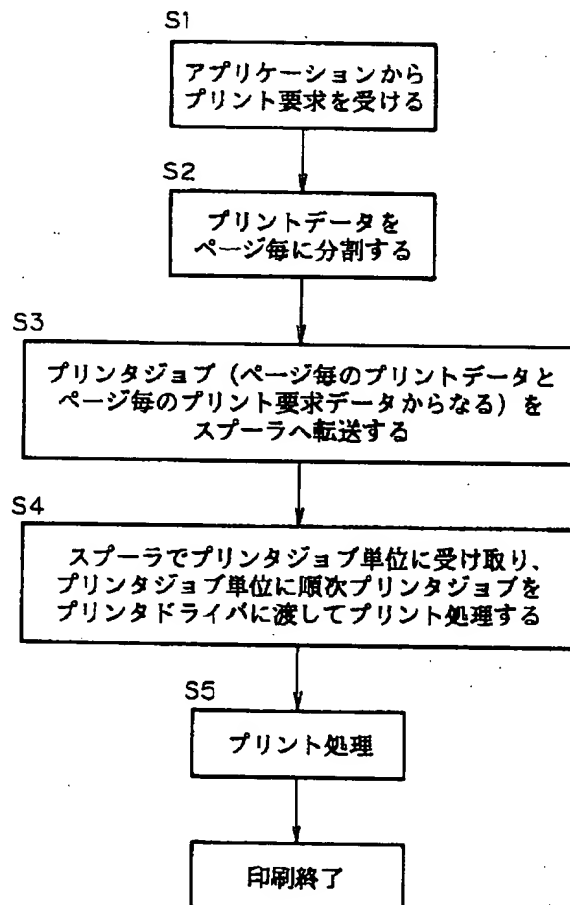 S1
アプリケーションから
プリント要求を受ける
S2
プリントデータを
ページ毎に分割する
S3
プリンタジョブ（ページ毎のプリントデータと
ページ毎のプリント要求データからなる）を
スプーラへ転送する
S4
スプーラでプリンタジョブ単位に受け取り、
プリンタジョブ単位に順次プリンタジョブを
プリンタドライバに渡してプリント処理する
S5
プリント処理
印刷終了